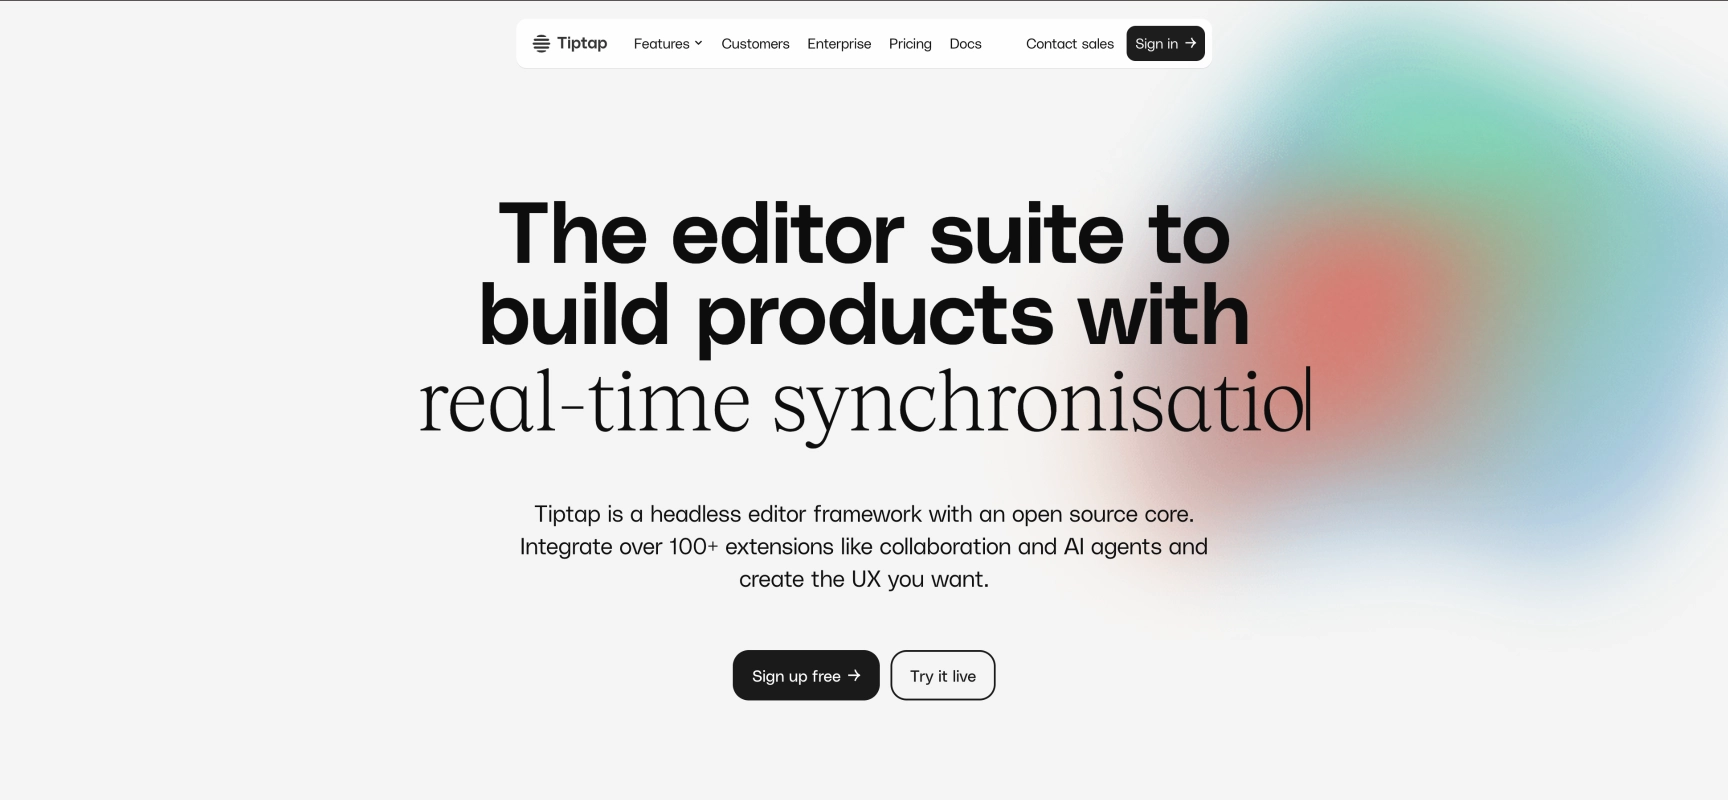 Tiptap Features Customers Enterprise Pricing Docs Contact sales Sign in →
The editor suite to
build products with
real-time synchronisatio
Tiptap is a headless editor framework with an open source core.
Integrate over 100+ extensions like collaboration and AI agents and
create the UX you want.
Sign up free → Try it live